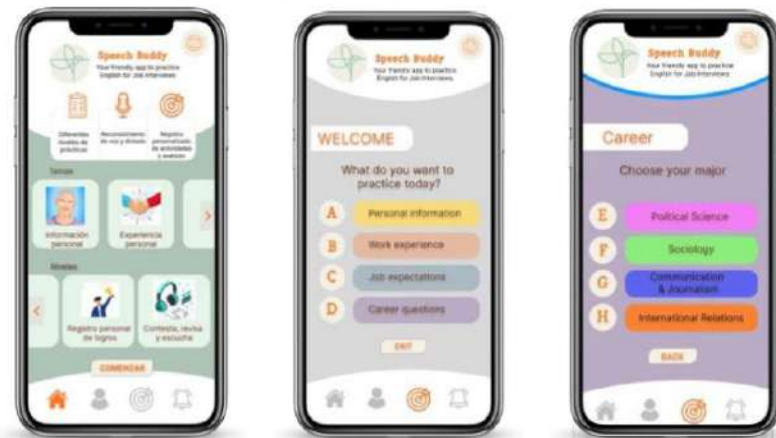 Speech Buddy
Your friendly app to practice
English for Job Interviews
Diferentes
niveles de
prácticas
Reconocimiento
de voz y dictado
Registro
personalizado
de actividades
y avances
Temas
Información
personal
Experiencia
personal
Niveles
Registro personal
de logros
Contesta, revisa
y escucha
COMENZAR
Speech Buddy
Your friendly app to practice
English for Job Interviews
WELCOME
What do you want to
practice today?
A Personal information
B Work experience
C Job expectations
D Career questions
EXIT
Speech Buddy
Your friendly app to practice
English for Job Interviews
Career
Choose your major
E Political Science
F Sociology
G Communication
& Journalism
H International Relations
BACK